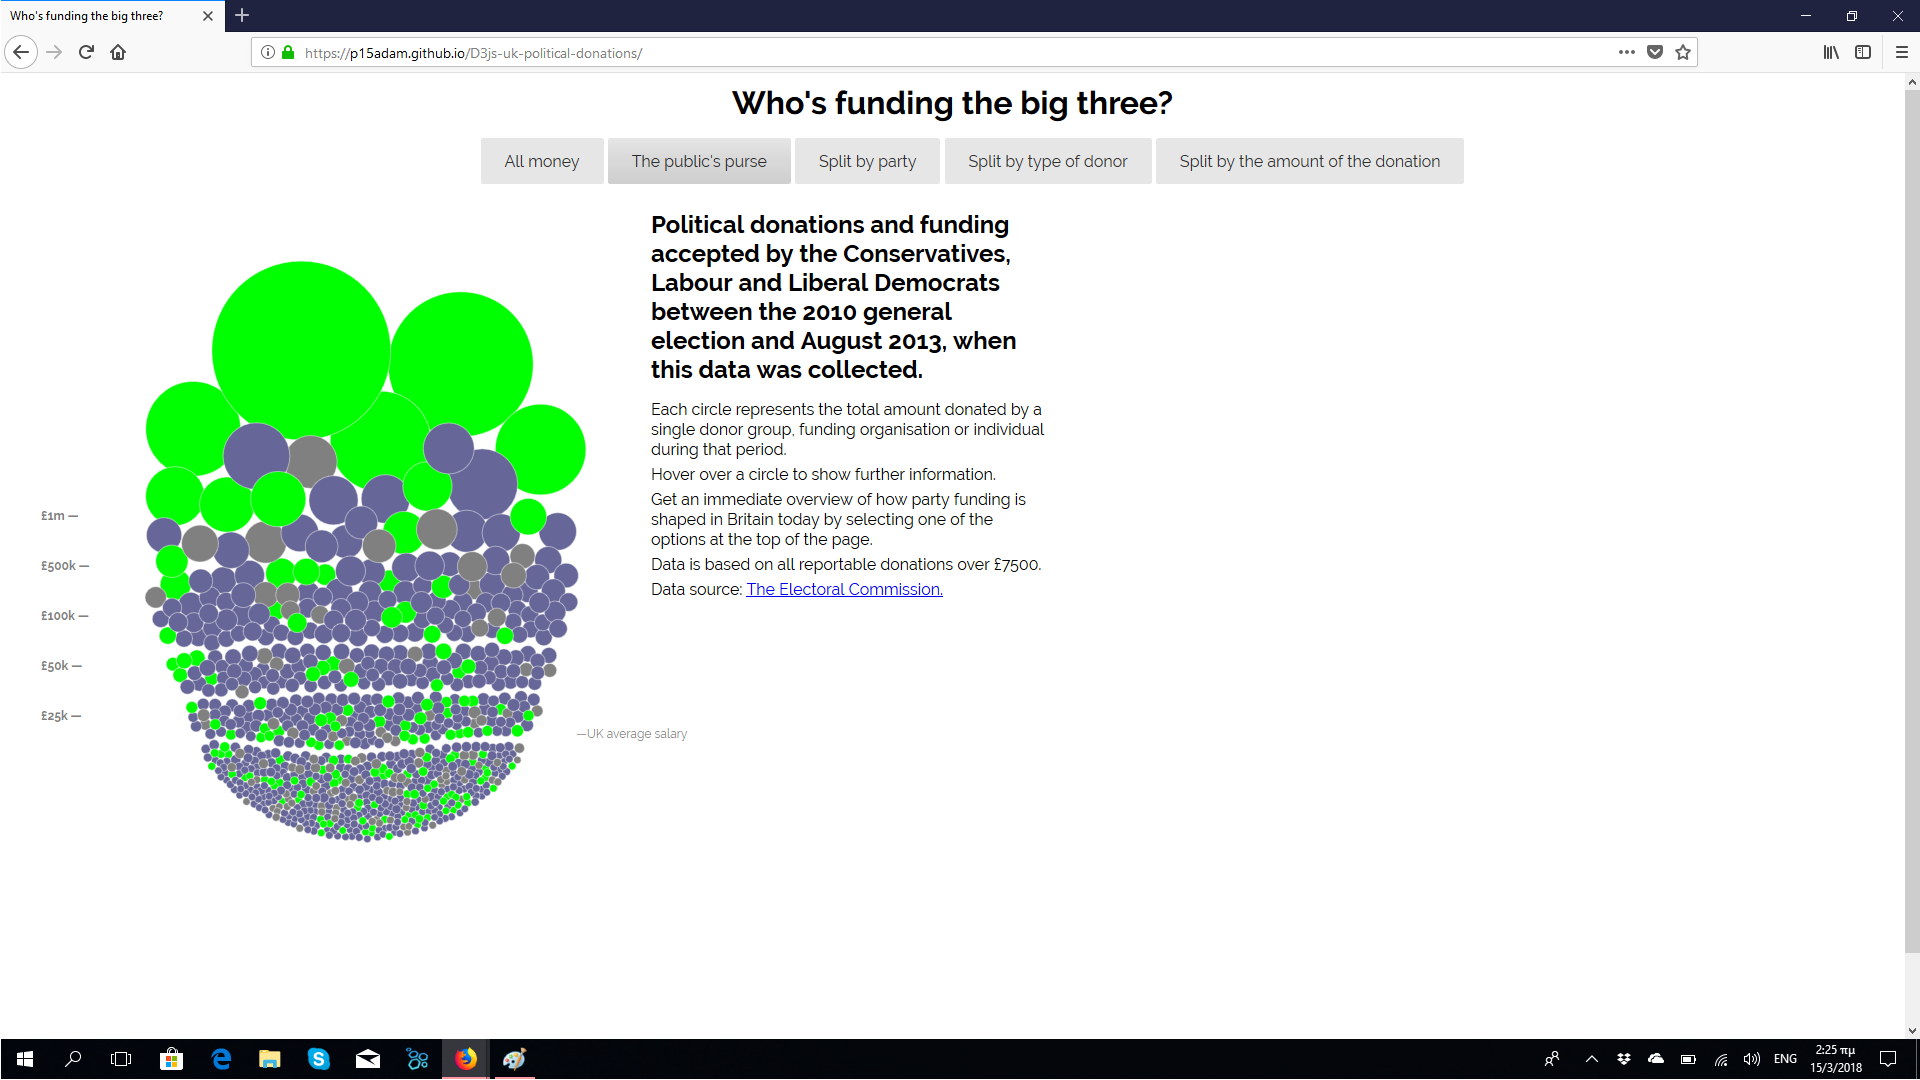 Who's funding the big three?
https://p15adam.github.io/D3js-uk-political-donations/
Who's funding the big three?
All money
The public's purse
Split by party
Split by type of donor
Split by the amount of the donation
Political donations and funding
accepted by the Conservatives,
Labour and Liberal Democrats
between the 2010 general
election and August 2013, when
this data was collected.
Each circle represents the total amount donated by a
single donor group, funding organisation or individual
during that period.
Hover over a circle to show further information.
Get an immediate overview of how party funding is
shaped in Britain today by selecting one of the
options at the top of the page.
Data is based on all reportable donations over £7500.
Data source: The Electoral Commission.
£1m —
£500k —
£100k —
£50k —
£25k —
—UK average salary
ENG
2:25 πμ
15/3/2018